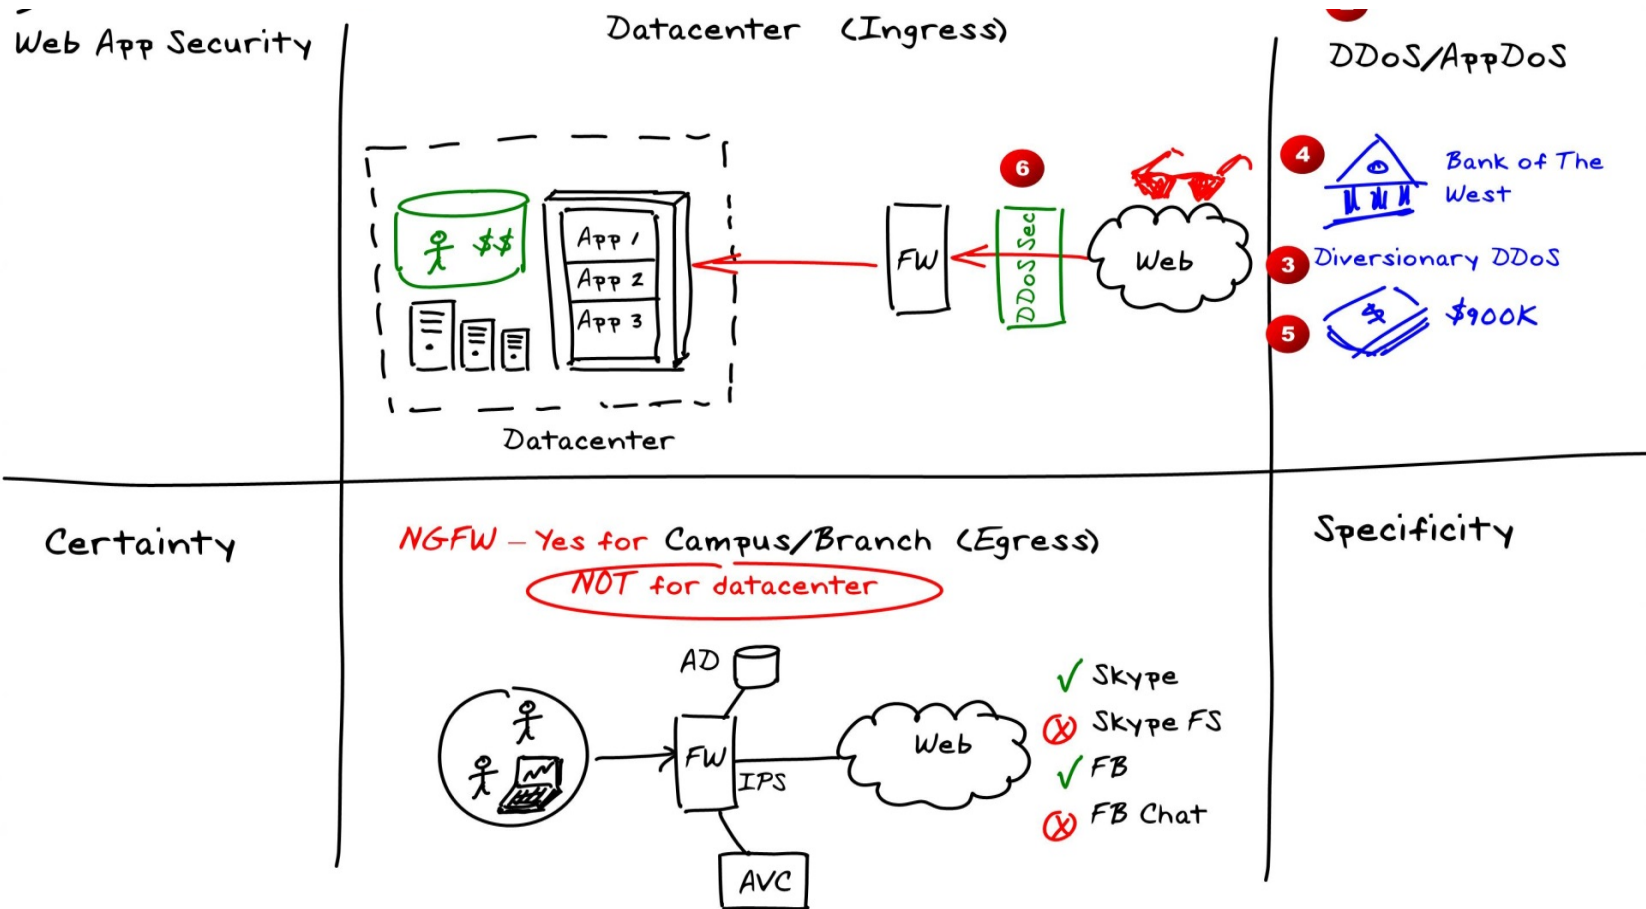 Web App Security
Datacenter (Ingress)
DDoS/AppDoS
$$
App 1
App 2
App 3
Datacenter
FW
6
DDoS Sec
Web
4
Bank of The
West
3
Diversionary DDoS
5
$
$900K
Certainty
NGFW – Yes for Campus/Branch (Egress)
NOT for datacenter
Specificity
AD
FW
IPS
AVC
Web
Skype
Skype FS
FB
FB Chat